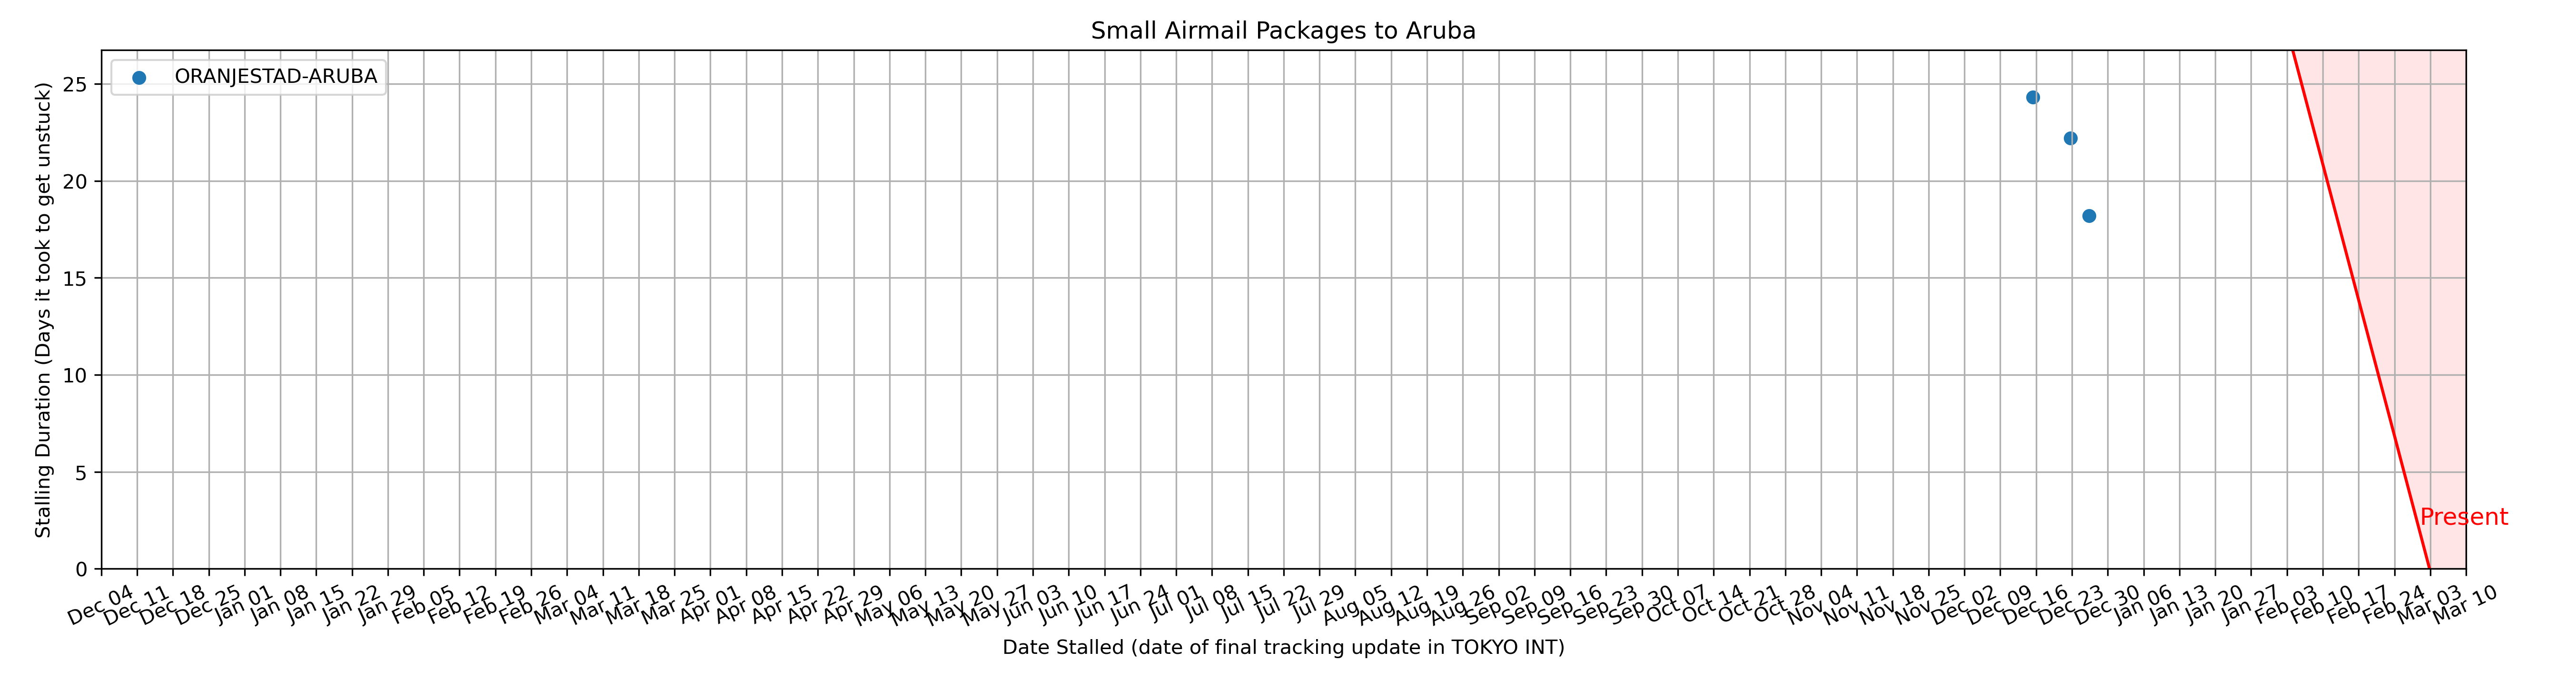 Small Airmail Packages to Aruba
ORANJESTAD-ARUBA
Stalling Duration (Days it took to get unstuck)
25
20
15
10
5
0
Present
Dec 04 Dec 11 Dec 18 Dec 25 Jan 01 Jan 08 Jan 15 Jan 22 Jan 29 Feb 05 Feb 12 Feb 19 Feb 26 Mar 04 Mar 11 Mar 18 Mar 25 Apr 01 Apr 08 Apr 15 Apr 22 Apr 29 May 06 May 13 May 20 May 27 Jun 03 Jun 10 Jun 17 Jun 24 Jul 01 Jul 08 Jul 15 Jul 22 Jul 29 Aug 05 Aug 12 Aug 19 Aug 26 Sep 02 Sep 09 Sep 16 Sep 23 Sep 30 Oct 07 Oct 14 Oct 21 Oct 28 Nov 04 Nov 11 Nov 18 Nov 25 Dec 02 Dec 09 Dec 16 Dec 23 Dec 30 Jan 06 Jan 13 Jan 20 Jan 27 Feb 03 Feb 10 Feb 17 Feb 24 Mar 03 Mar 10
Date Stalled (date of final tracking update in TOKYO INT)